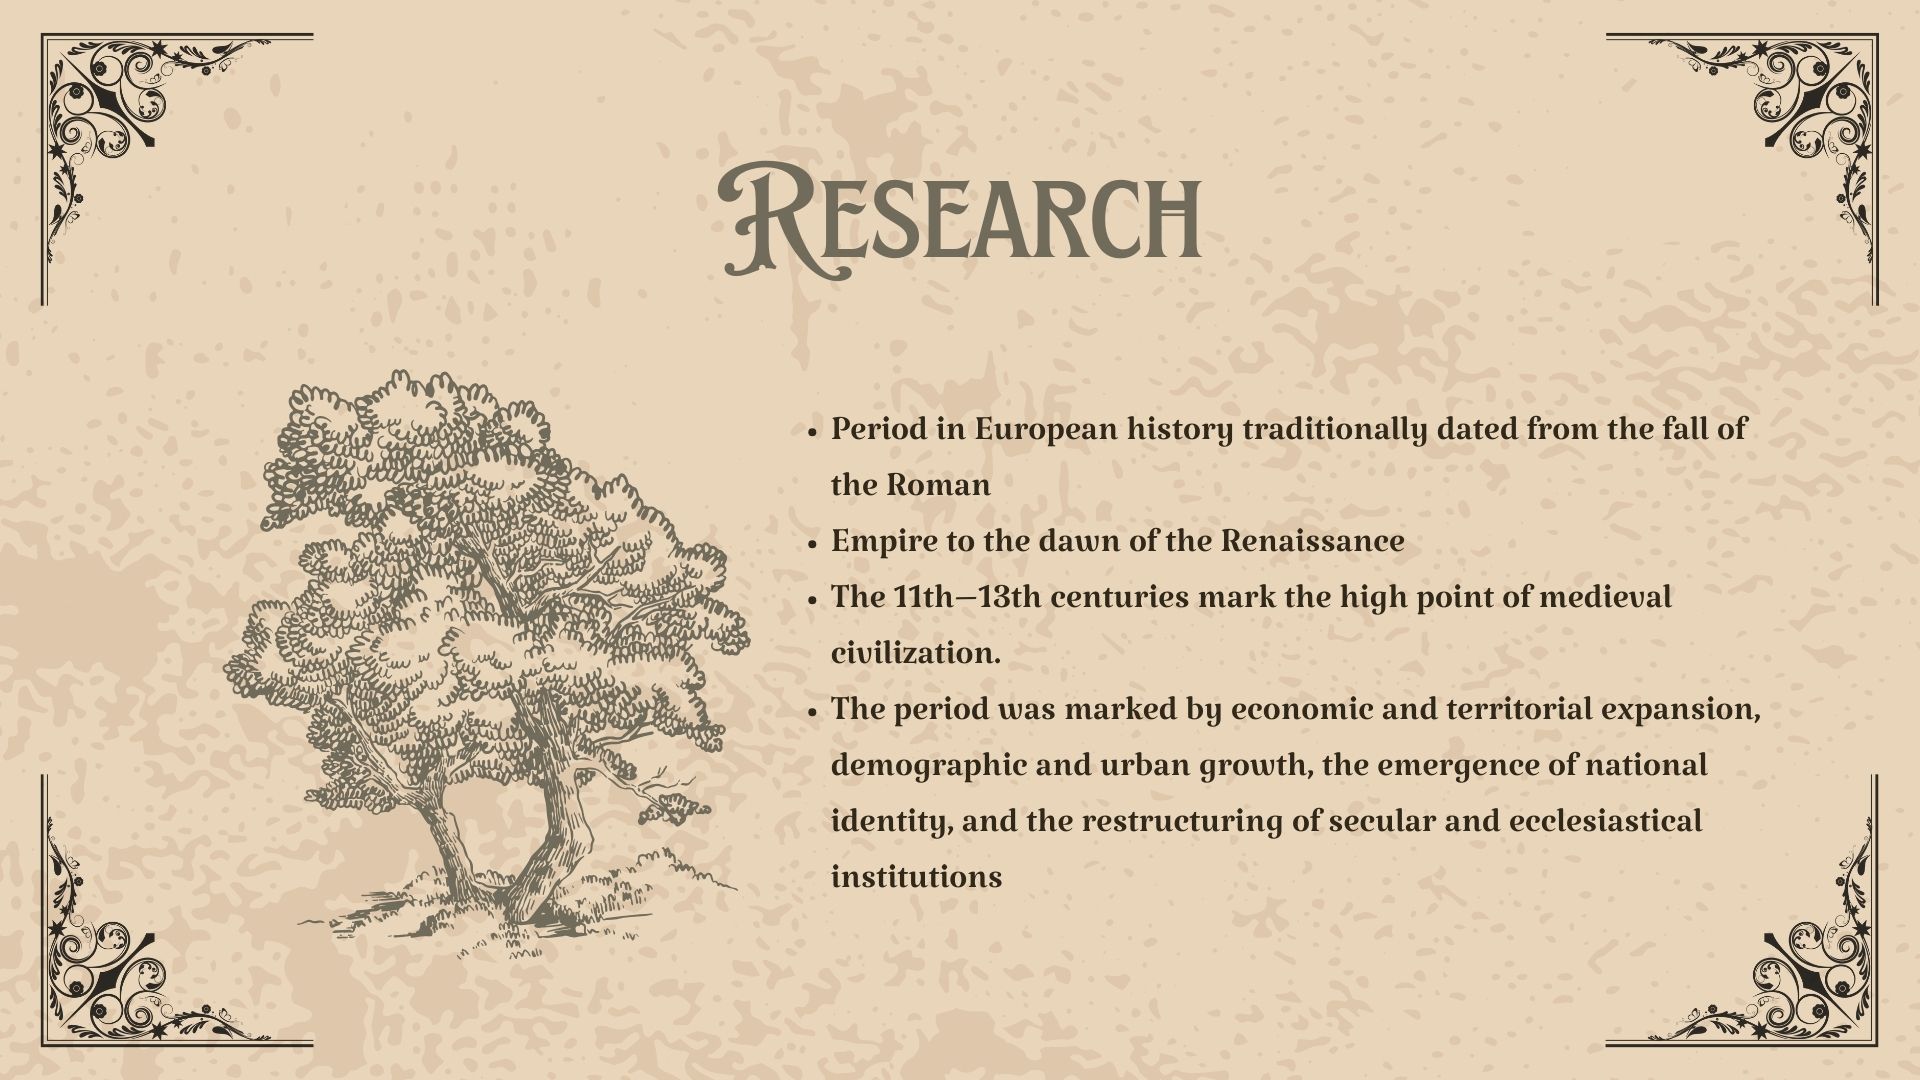 Research
• Period in European history traditionally dated from the fall of
the Roman
• Empire to the dawn of the Renaissance
• The 11th–13th centuries mark the high point of medieval
civilization.
• The period was marked by economic and territorial expansion,
demographic and urban growth, the emergence of national
identity, and the restructuring of secular and ecclesiastical
institutions